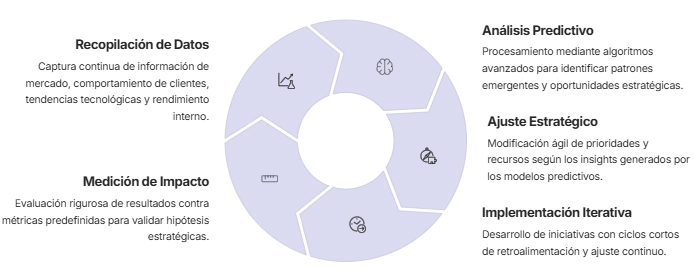 Recopilación de Datos
Captura continua de información de
mercado, comportamiento de clientes,
tendencias tecnológicas y rendimiento
interno.
Análisis Predictivo
Procesamiento mediante algoritmos
avanzados para identificar patrones
emergentes y oportunidades estratégicas.
Ajuste Estratégico
Modificación ágil de prioridades y
recursos según los insights generados por
los modelos predictivos.
Implementación Iterativa
Desarrollo de iniciativas con ciclos cortos
de retroalimentación y ajuste continuo.
Medición de Impacto
Evaluación rigurosa de resultados contra
métricas predefinidas para validar hipótesis
estratégicas.